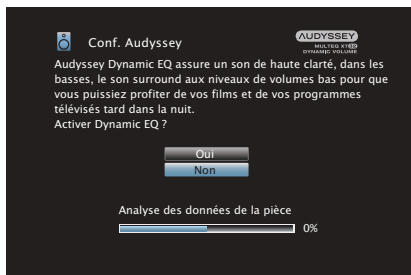 Conf. Audyssey
AUDYSSEY
MULTEQ XT32
DYNAMIC VOLUME
Audyssey Dynamic EQ assure un son de haute clarté, dans les
basses, le son surround aux niveaux de volumes bas pour que
vous puissiez profiter de vos films et de vos programmes
télévisés tard dans la nuit.
Activer Dynamic EQ ?
Oui
Non
Analyse des données de la pièce
0%